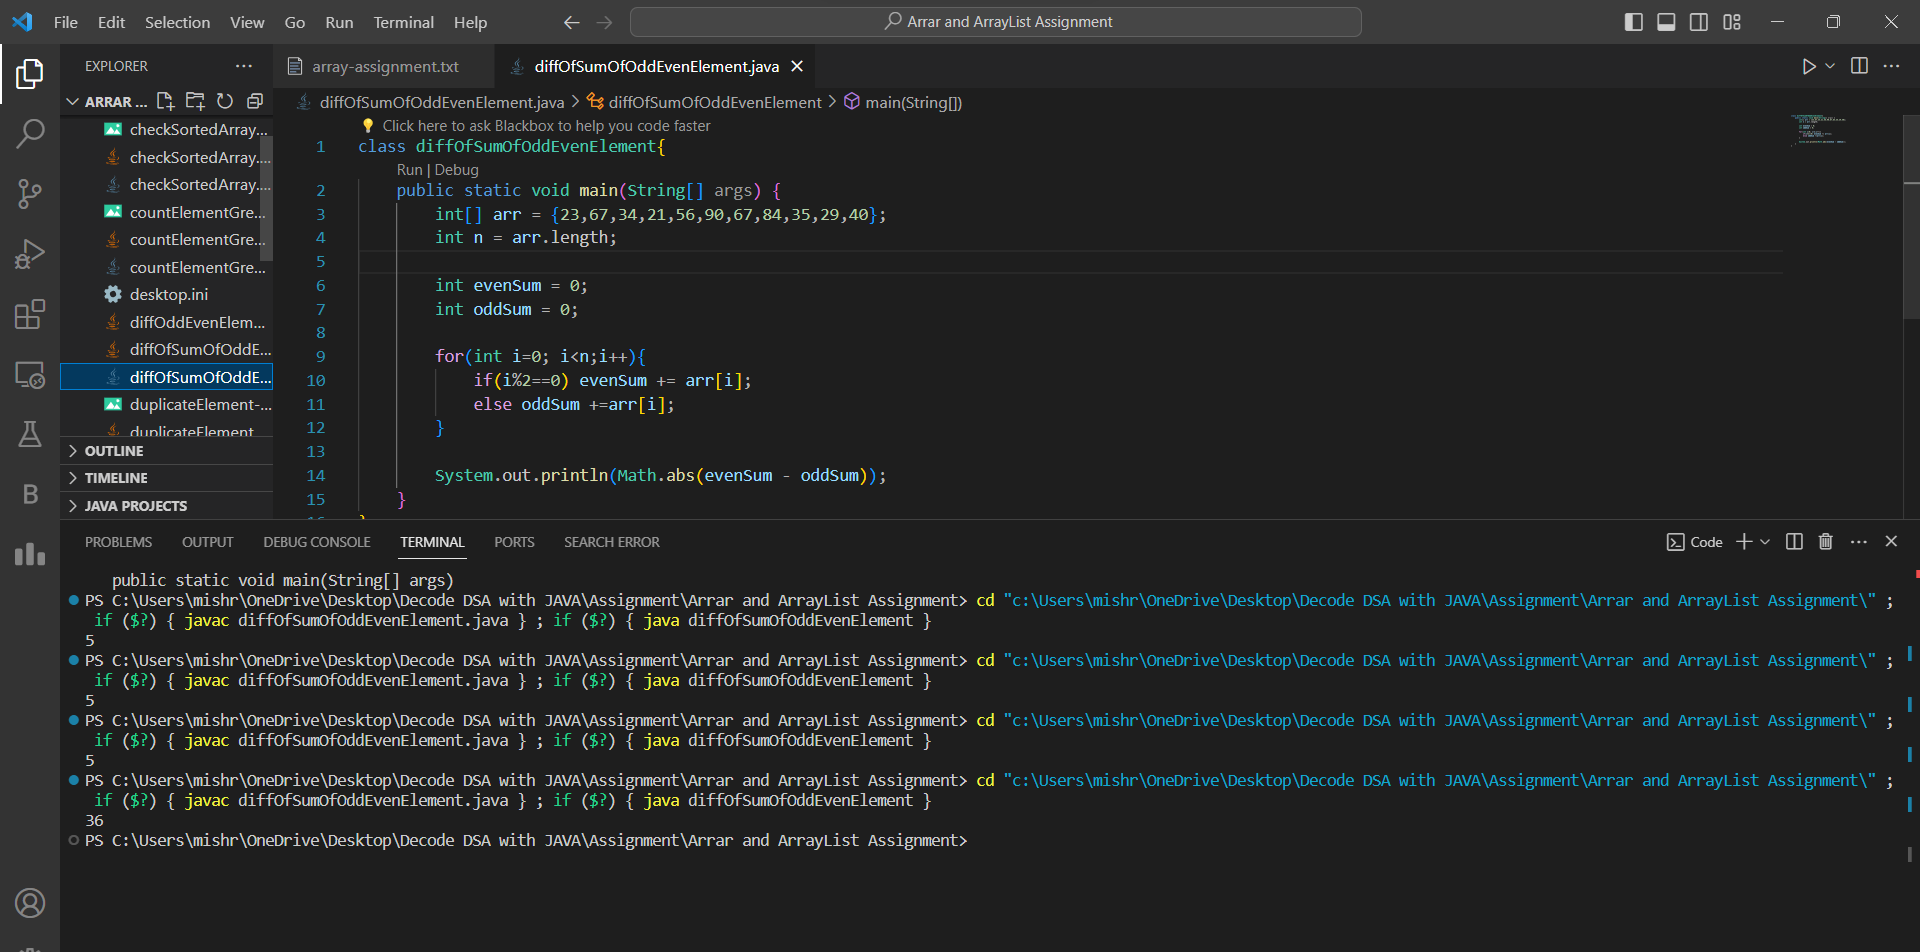 File Edit Selection View Go Run Terminal Help
Arrar and ArrayList Assignment
EXPLORER
ARRAR ...
checkSortedArray...
checkSortedArray....
checkSortedArray....
countElementGre...
countElementGre...
countElementGre...
desktop.ini
diffOddEvenElem...
diffOfSumOfOddE...
diffOfSumOfOddE...
duplicateElement-...
duplicateElement
OUTLINE
TIMELINE
JAVA PROJECTS
B
array-assignment.txt
diffOfSumOfOddEvenElement.java
diffOfSumOfOddEvenElement.java > diffOfSumOfOddEvenElement > main(String[])
Click here to ask Blackbox to help you code faster
1 class diffOfSumOfOddEvenElement{
Run | Debug
2 public static void main(String[] args) {
3 int[] arr = {23,67,34,21,56,90,67,84,35,29,40};
4 int n = arr.length;
5
6 int evenSum = 0;
7 int oddSum = 0;
8
9 for(int i=0; i<n;i++){
10 if(i%2==0) evenSum += arr[i];
11 else oddSum +=arr[i];
12 }
13
14 System.out.println(Math.abs(evenSum - oddSum));
15 }
PROBLEMS OUTPUT DEBUG CONSOLE TERMINAL PORTS SEARCH ERROR
Code
public static void main(String[] args)
PS C:\Users\mishr\OneDrive\Desktop\Decode DSA with JAVA\Assignment\Arrar and ArrayList Assignment> cd "c:\Users\mishr\OneDrive\Desktop\Decode DSA with JAVA\Assignment\Arrar and ArrayList Assignment\" ;
if ($?) { javac diffOfSumOfOddEvenElement.java } ; if ($?) { java diffOfSumOfOddEvenElement }
5
PS C:\Users\mishr\OneDrive\Desktop\Decode DSA with JAVA\Assignment\Arrar and ArrayList Assignment> cd "c:\Users\mishr\OneDrive\Desktop\Decode DSA with JAVA\Assignment\Arrar and ArrayList Assignment\" ;
if ($?) { javac diffOfSumOfOddEvenElement.java } ; if ($?) { java diffOfSumOfOddEvenElement }
5
PS C:\Users\mishr\OneDrive\Desktop\Decode DSA with JAVA\Assignment\Arrar and ArrayList Assignment> cd "c:\Users\mishr\OneDrive\Desktop\Decode DSA with JAVA\Assignment\Arrar and ArrayList Assignment\" ;
if ($?) { javac diffOfSumOfOddEvenElement.java } ; if ($?) { java diffOfSumOfOddEvenElement }
5
PS C:\Users\mishr\OneDrive\Desktop\Decode DSA with JAVA\Assignment\Arrar and ArrayList Assignment> cd "c:\Users\mishr\OneDrive\Desktop\Decode DSA with JAVA\Assignment\Arrar and ArrayList Assignment\" ;
if ($?) { javac diffOfSumOfOddEvenElement.java } ; if ($?) { java diffOfSumOfOddEvenElement }
36
PS C:\Users\mishr\OneDrive\Desktop\Decode DSA with JAVA\Assignment\Arrar and ArrayList Assignment>